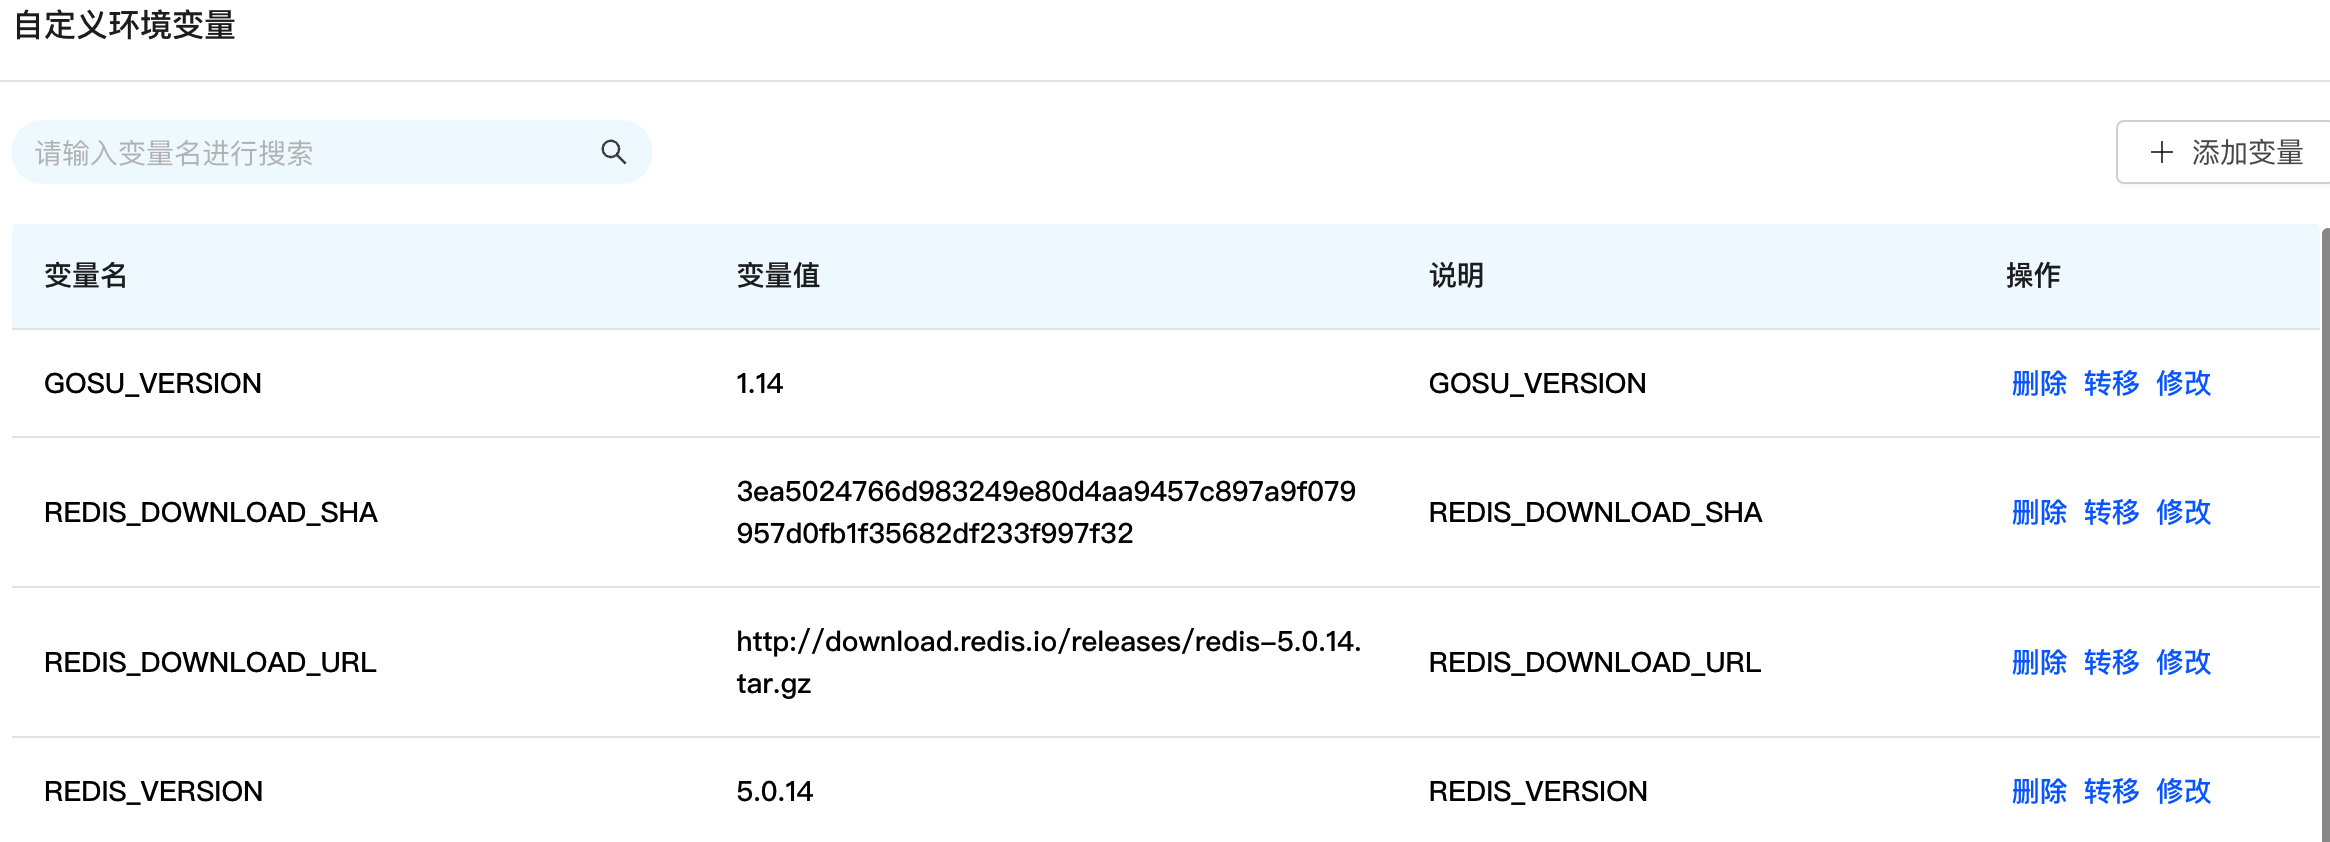 自定义环境变量
请输入变量名进行搜索
添加变量
变量名 变量值 说明 操作
GOSU_VERSION 1.14 GOSU_VERSION 删除 转移 修改
REDIS_DOWNLOAD_SHA 3ea5024766d983249e80d4aa9457c897a9f079
957d0fb1f35682df233f997f32 REDIS_DOWNLOAD_SHA 删除 转移 修改
REDIS_DOWNLOAD_URL http://download.redis.io/releases/redis-5.0.14.
tar.gz REDIS_DOWNLOAD_URL 删除 转移 修改
REDIS_VERSION 5.0.14 REDIS_VERSION 删除 转移 修改